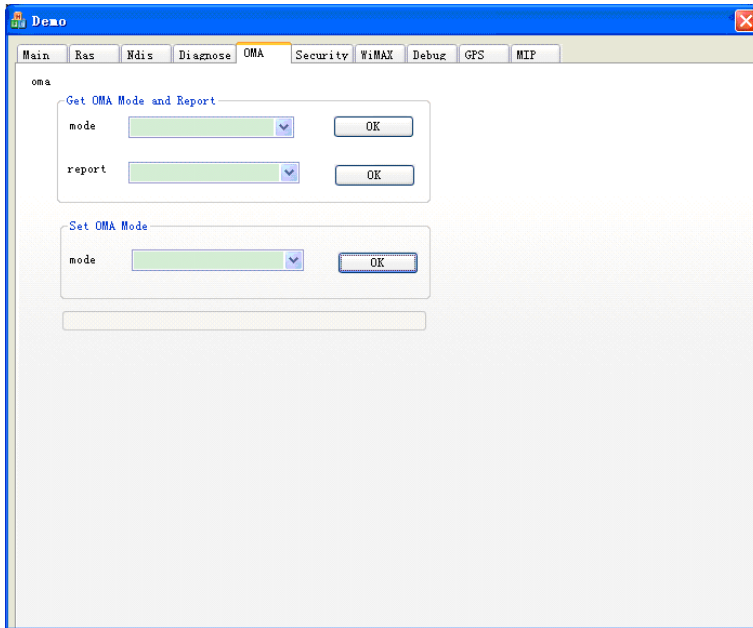 Demo
Main Ras Ndis Diagnose OMA Security WiMAX Debug GPS MIP
oma
Get OMA Mode and Report
mode OK
report OK
Set OMA Mode
mode OK